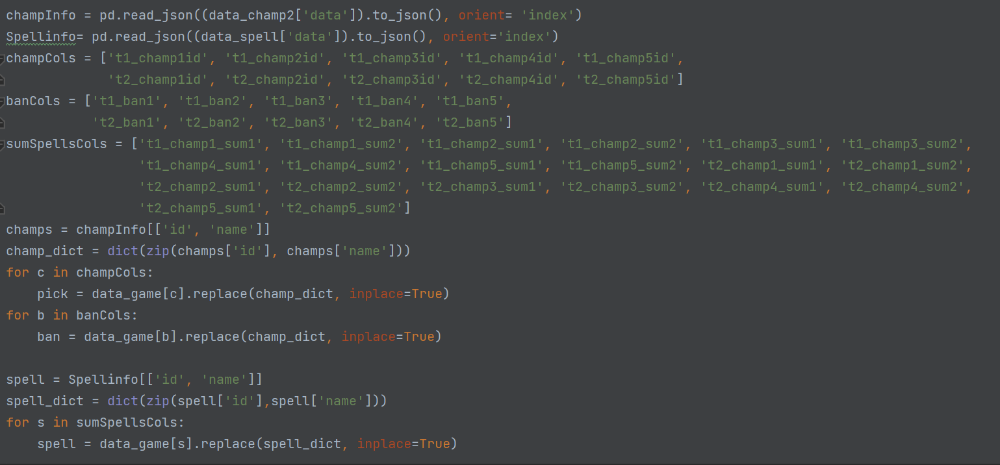 champInfo = pd.read_json((data_champ2['data']).to_json(), orient= 'index')
Spellinfo= pd.read_json((data_spell['data']).to_json(), orient='index')
champCols = ['t1_champ1id', 't1_champ2id', 't1_champ3id', 't1_champ4id', 't1_champ5id',
             't2_champ1id', 't2_champ2id', 't2_champ3id', 't2_champ4id', 't2_champ5id']
banCols = ['t1_ban1', 't1_ban2', 't1_ban3', 't1_ban4', 't1_ban5',
           't2_ban1', 't2_ban2', 't2_ban3', 't2_ban4', 't2_ban5']
sumSpellsCols = ['t1_champ1_sum1', 't1_champ1_sum2', 't1_champ2_sum1', 't1_champ2_sum2', 't1_champ3_sum1', 't1_champ3_sum2',
                 't1_champ4_sum1', 't1_champ4_sum2', 't1_champ5_sum1', 't1_champ5_sum2', 't2_champ1_sum1', 't2_champ1_sum2',
                 't2_champ2_sum1', 't2_champ2_sum2', 't2_champ3_sum1', 't2_champ3_sum2', 't2_champ4_sum1', 't2_champ4_sum2',
                 't2_champ5_sum1', 't2_champ5_sum2']
champs = champInfo[['id', 'name']]
champ_dict = dict(zip(champs['id'], champs['name']))
for c in champCols:
    pick = data_game[c].replace(champ_dict, inplace=True)
for b in banCols:
    ban = data_game[b].replace(champ_dict, inplace=True)

spell = Spellinfo[['id', 'name']]
spell_dict = dict(zip(spell['id'],spell['name']))
for s in sumSpellsCols:
    spell = data_game[s].replace(spell_dict, inplace=True)